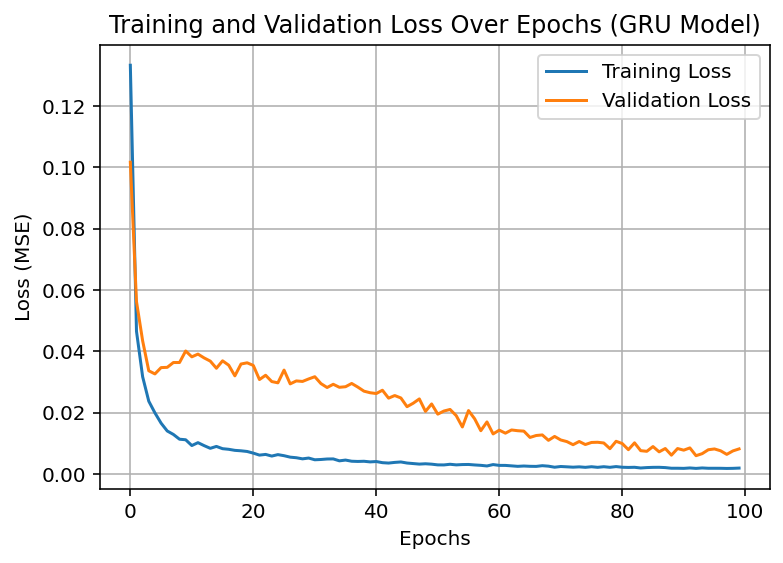 Training and Validation Loss Over Epochs (GRU Model)
Training Loss
Validation Loss
Loss (MSE)
0.12
0.10
0.08
0.06
0.04
0.02
0.00
0 20 40 60 80 100
Epochs